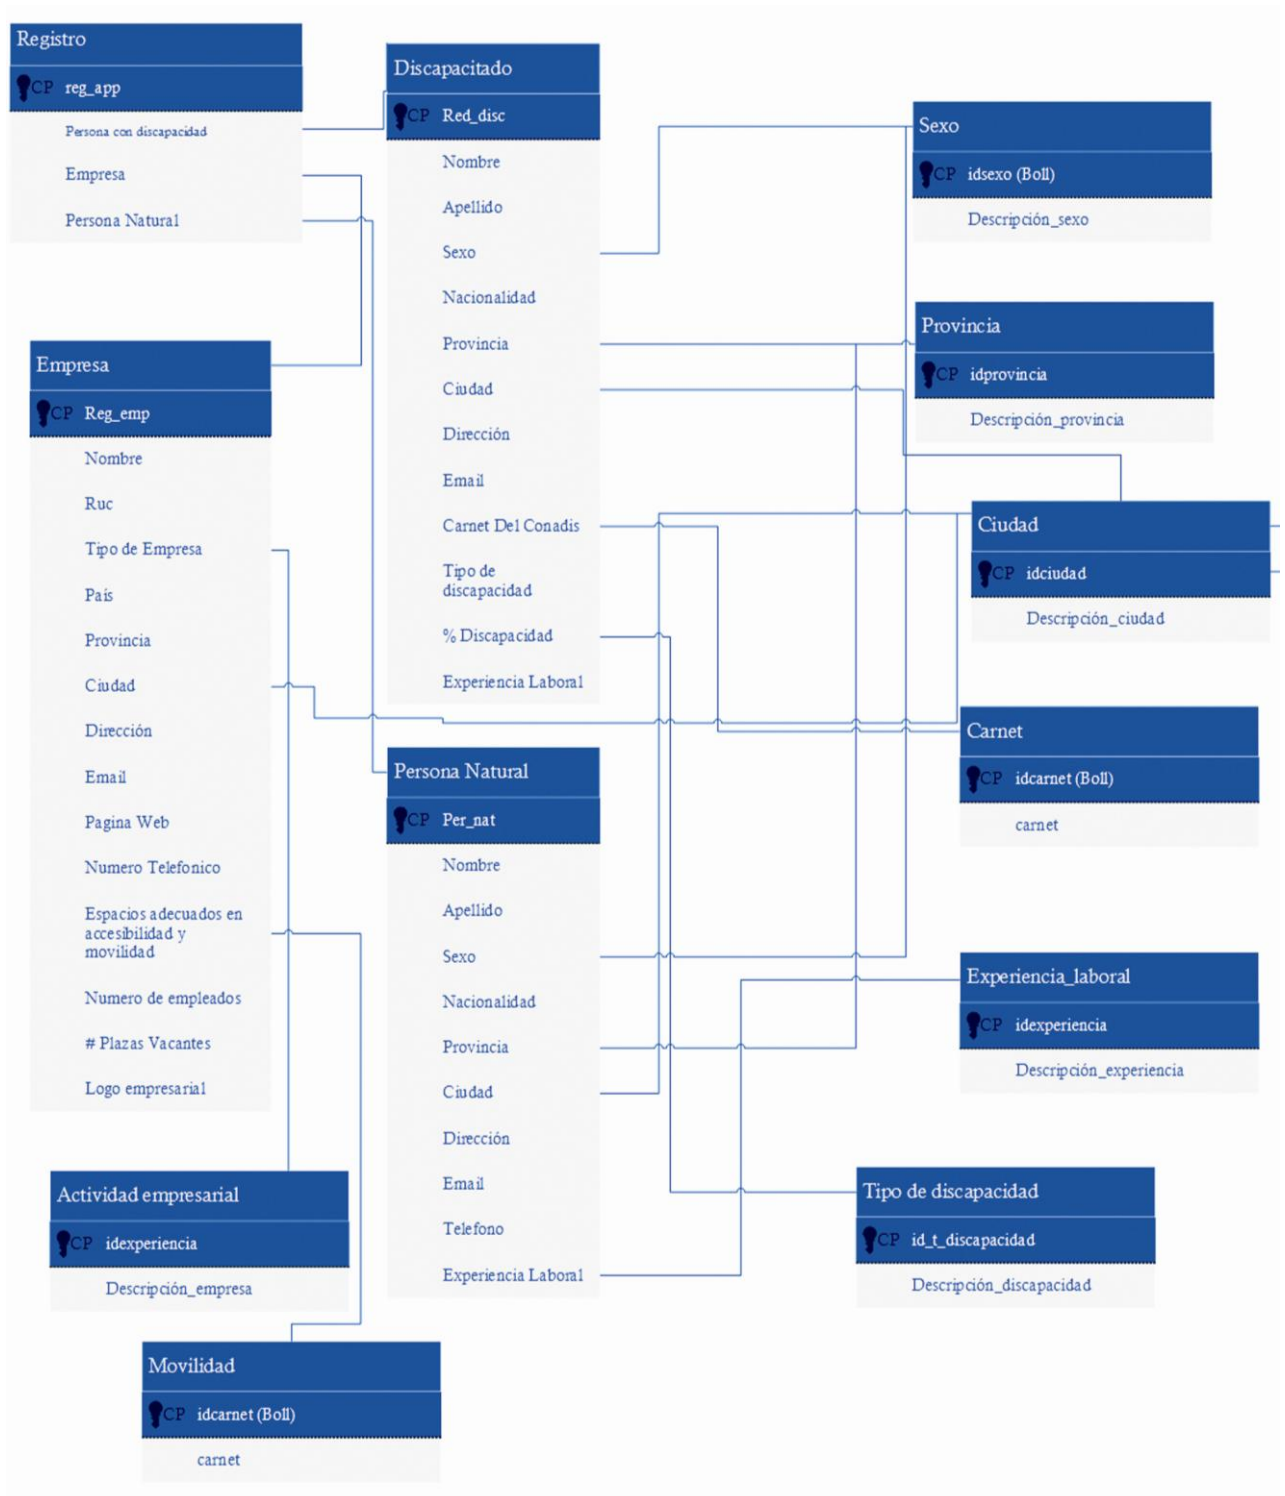 Registro
CP reg_app
Persona con discapacidad
Empresa
Persona Natural
Discapacitado
CP Red_disc
Nombre
Apellido
Sexo
Nacionalidad
Provincia
Ciudad
Dirección
Email
Carnet Del Conadis
Tipo de
discapacidad
% Discapacidad
Experiencia Laboral
Sexo
CP idsexo (Boll)
Descripción_sexo
Provincia
CP idprovincia
Descripción_provincia
Ciudad
CP idciudad
Descripción_ciudad
Empresa
CP Reg_emp
Nombre
Ruc
Tipo de Empresa
País
Provincia
Ciudad
Dirección
Email
Pagina Web
Numero Telefonico
Espacios adecuados en
accesibilidad y
movilidad
Numero de empleados
# Plazas Vacantes
Logo empresarial
Persona Natural
CP Per_nat
Nombre
Apellido
Sexo
Nacionalidad
Provincia
Ciudad
Dirección
Email
Telefono
Experiencia Laboral
Carnet
CP idcarnet (Boll)
carnet
Experiencia_laboral
CP idexperiencia
Descripción_experiencia
Tipo de discapacidad
CP id_t_discapacidad
Descripción_discapacidad
Actividad empresarial
CP idexperiencia
Descripción_empresa
Movilidad
CP idcarnet (Boll)
carnet